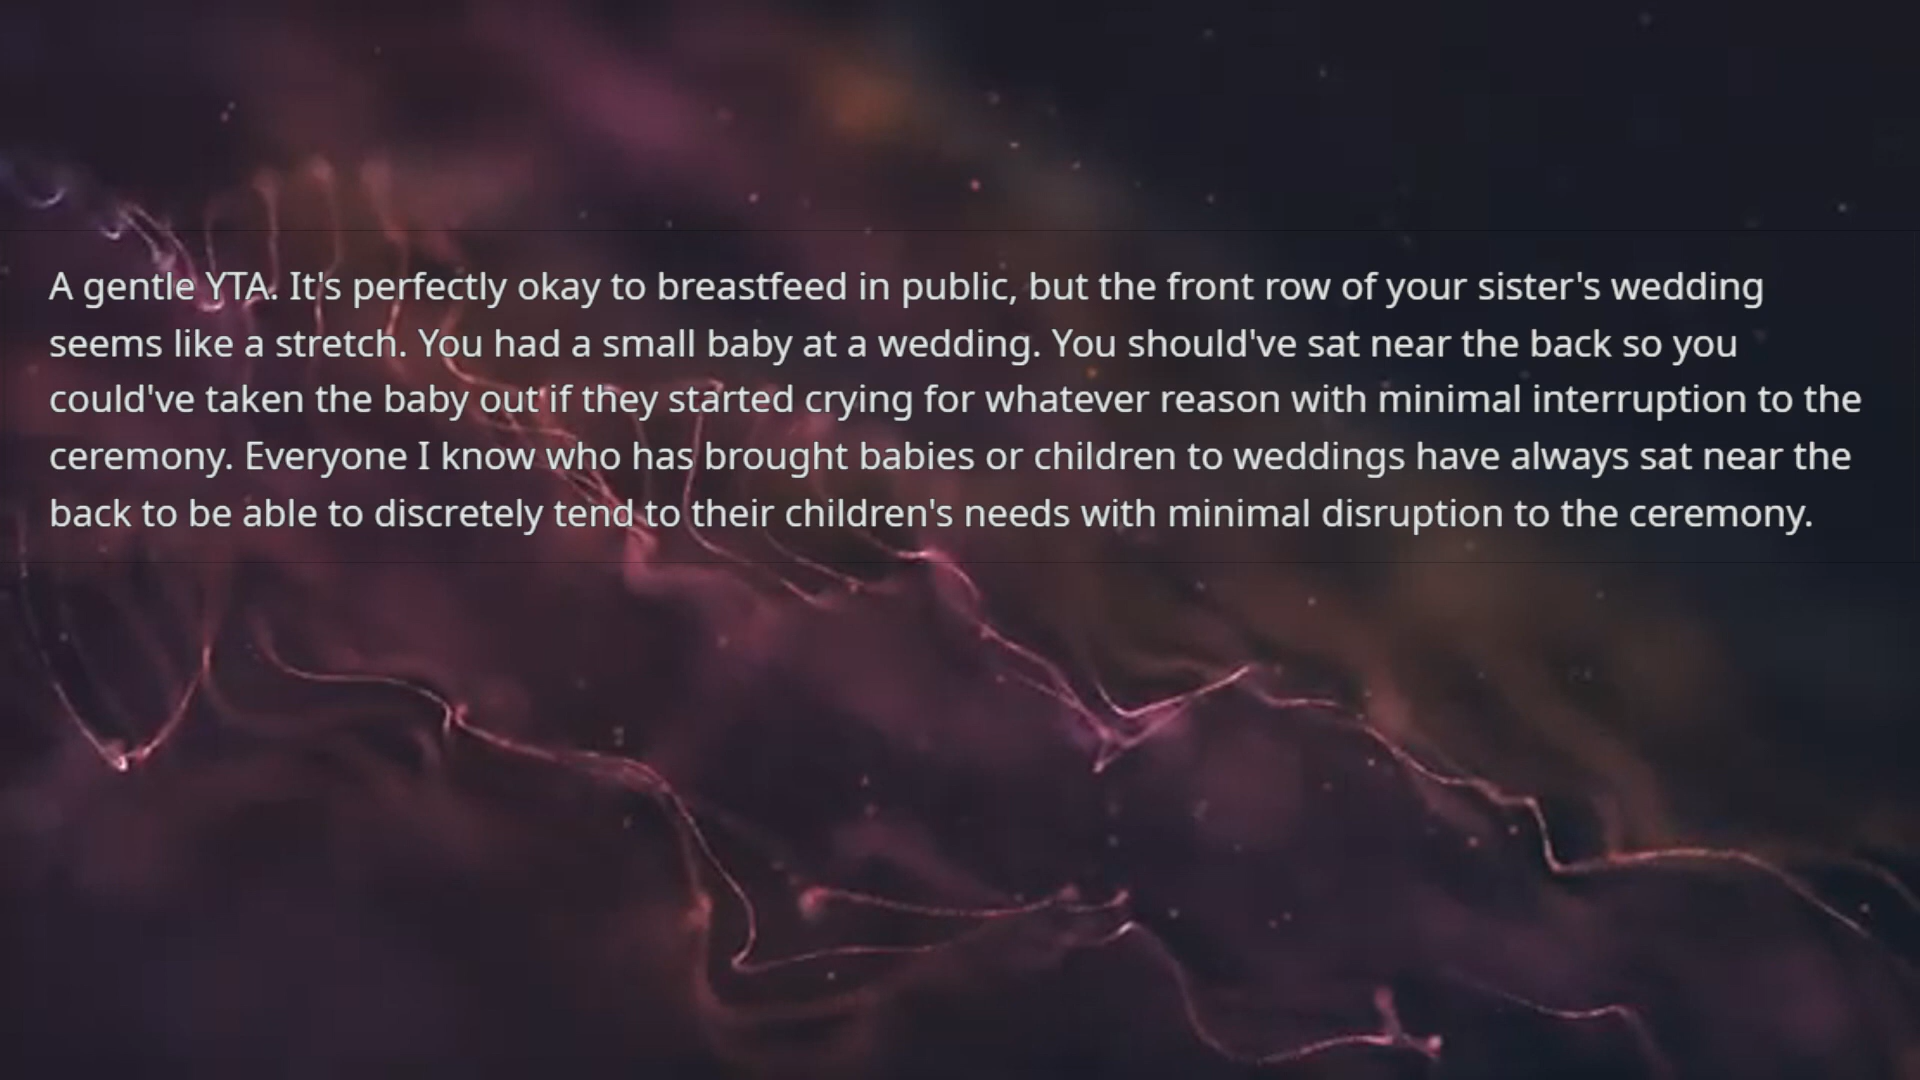 A gentle YTA. It's perfectly okay to breastfeed in public, but the front row of your sister's wedding
seems like a stretch. You had a small baby at a wedding. You should've sat near the back so you
could've taken the baby out if they started crying for whatever reason with minimal interruption to the
ceremony. Everyone I know who has brought babies or children to weddings have always sat near the
back to be able to discretely tend to their children's needs with minimal disruption to the ceremony.